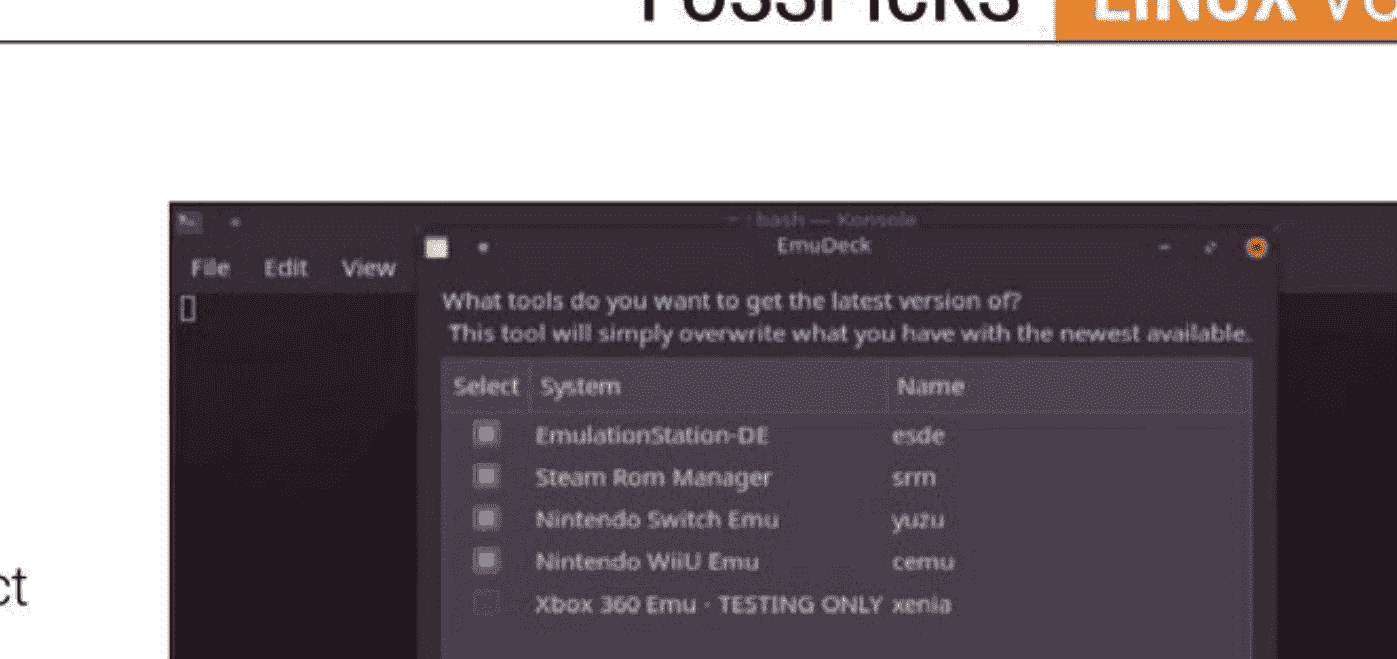 FOSSPICKS LINUX
~ : bash — Konsole
EmuDeck
File Edit View
What tools do you want to get the latest version of?
This tool will simply overwrite what you have with the newest available.
Select System Name
EmulationStation-DE esde
Steam Rom Manager srm
Nintendo Switch Emu yuzu
Nintendo WiiU Emu cemu
Xbox 360 Emu - TESTING ONLY xenia
ct